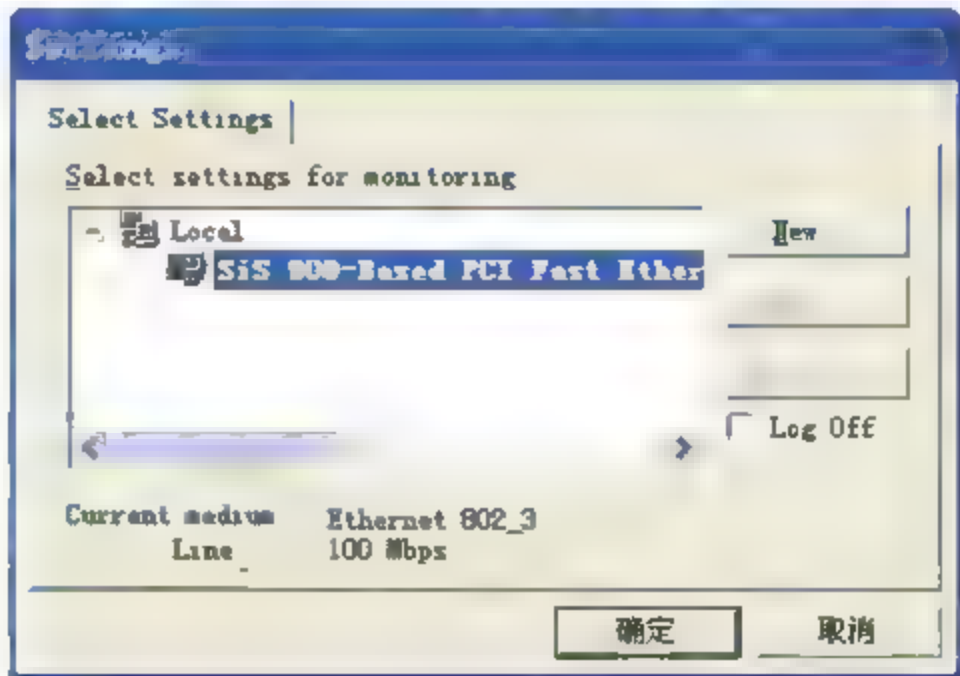 Settings
Select Settings
Select settings for monitoring
Local
New
SiS 900-Based PCI Fast Ether
Log Off
Current medium Ethernet 802_3
Line 100 Mbps
确定 取消